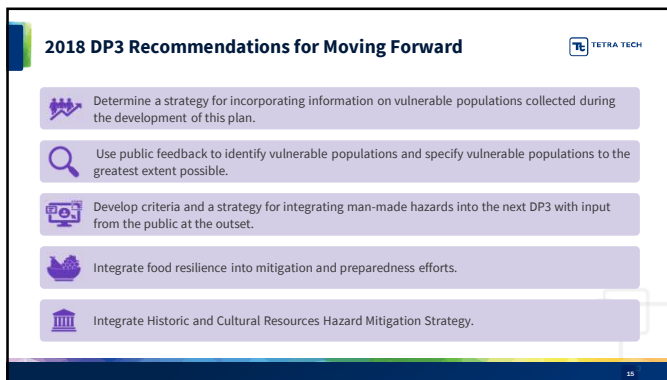 2018 DP3 Recommendations for Moving Forward
TETRA TECH
Determine a strategy for incorporating information on vulnerable populations collected during
the development of this plan.
Use public feedback to identify vulnerable populations and specify vulnerable populations to the
greatest extent possible.
Develop criteria and a strategy for integrating man-made hazards into the next DP3 with input
from the public at the outset.
Integrate food resilience into mitigation and preparedness efforts.
Integrate Historic and Cultural Resources Hazard Mitigation Strategy.
15